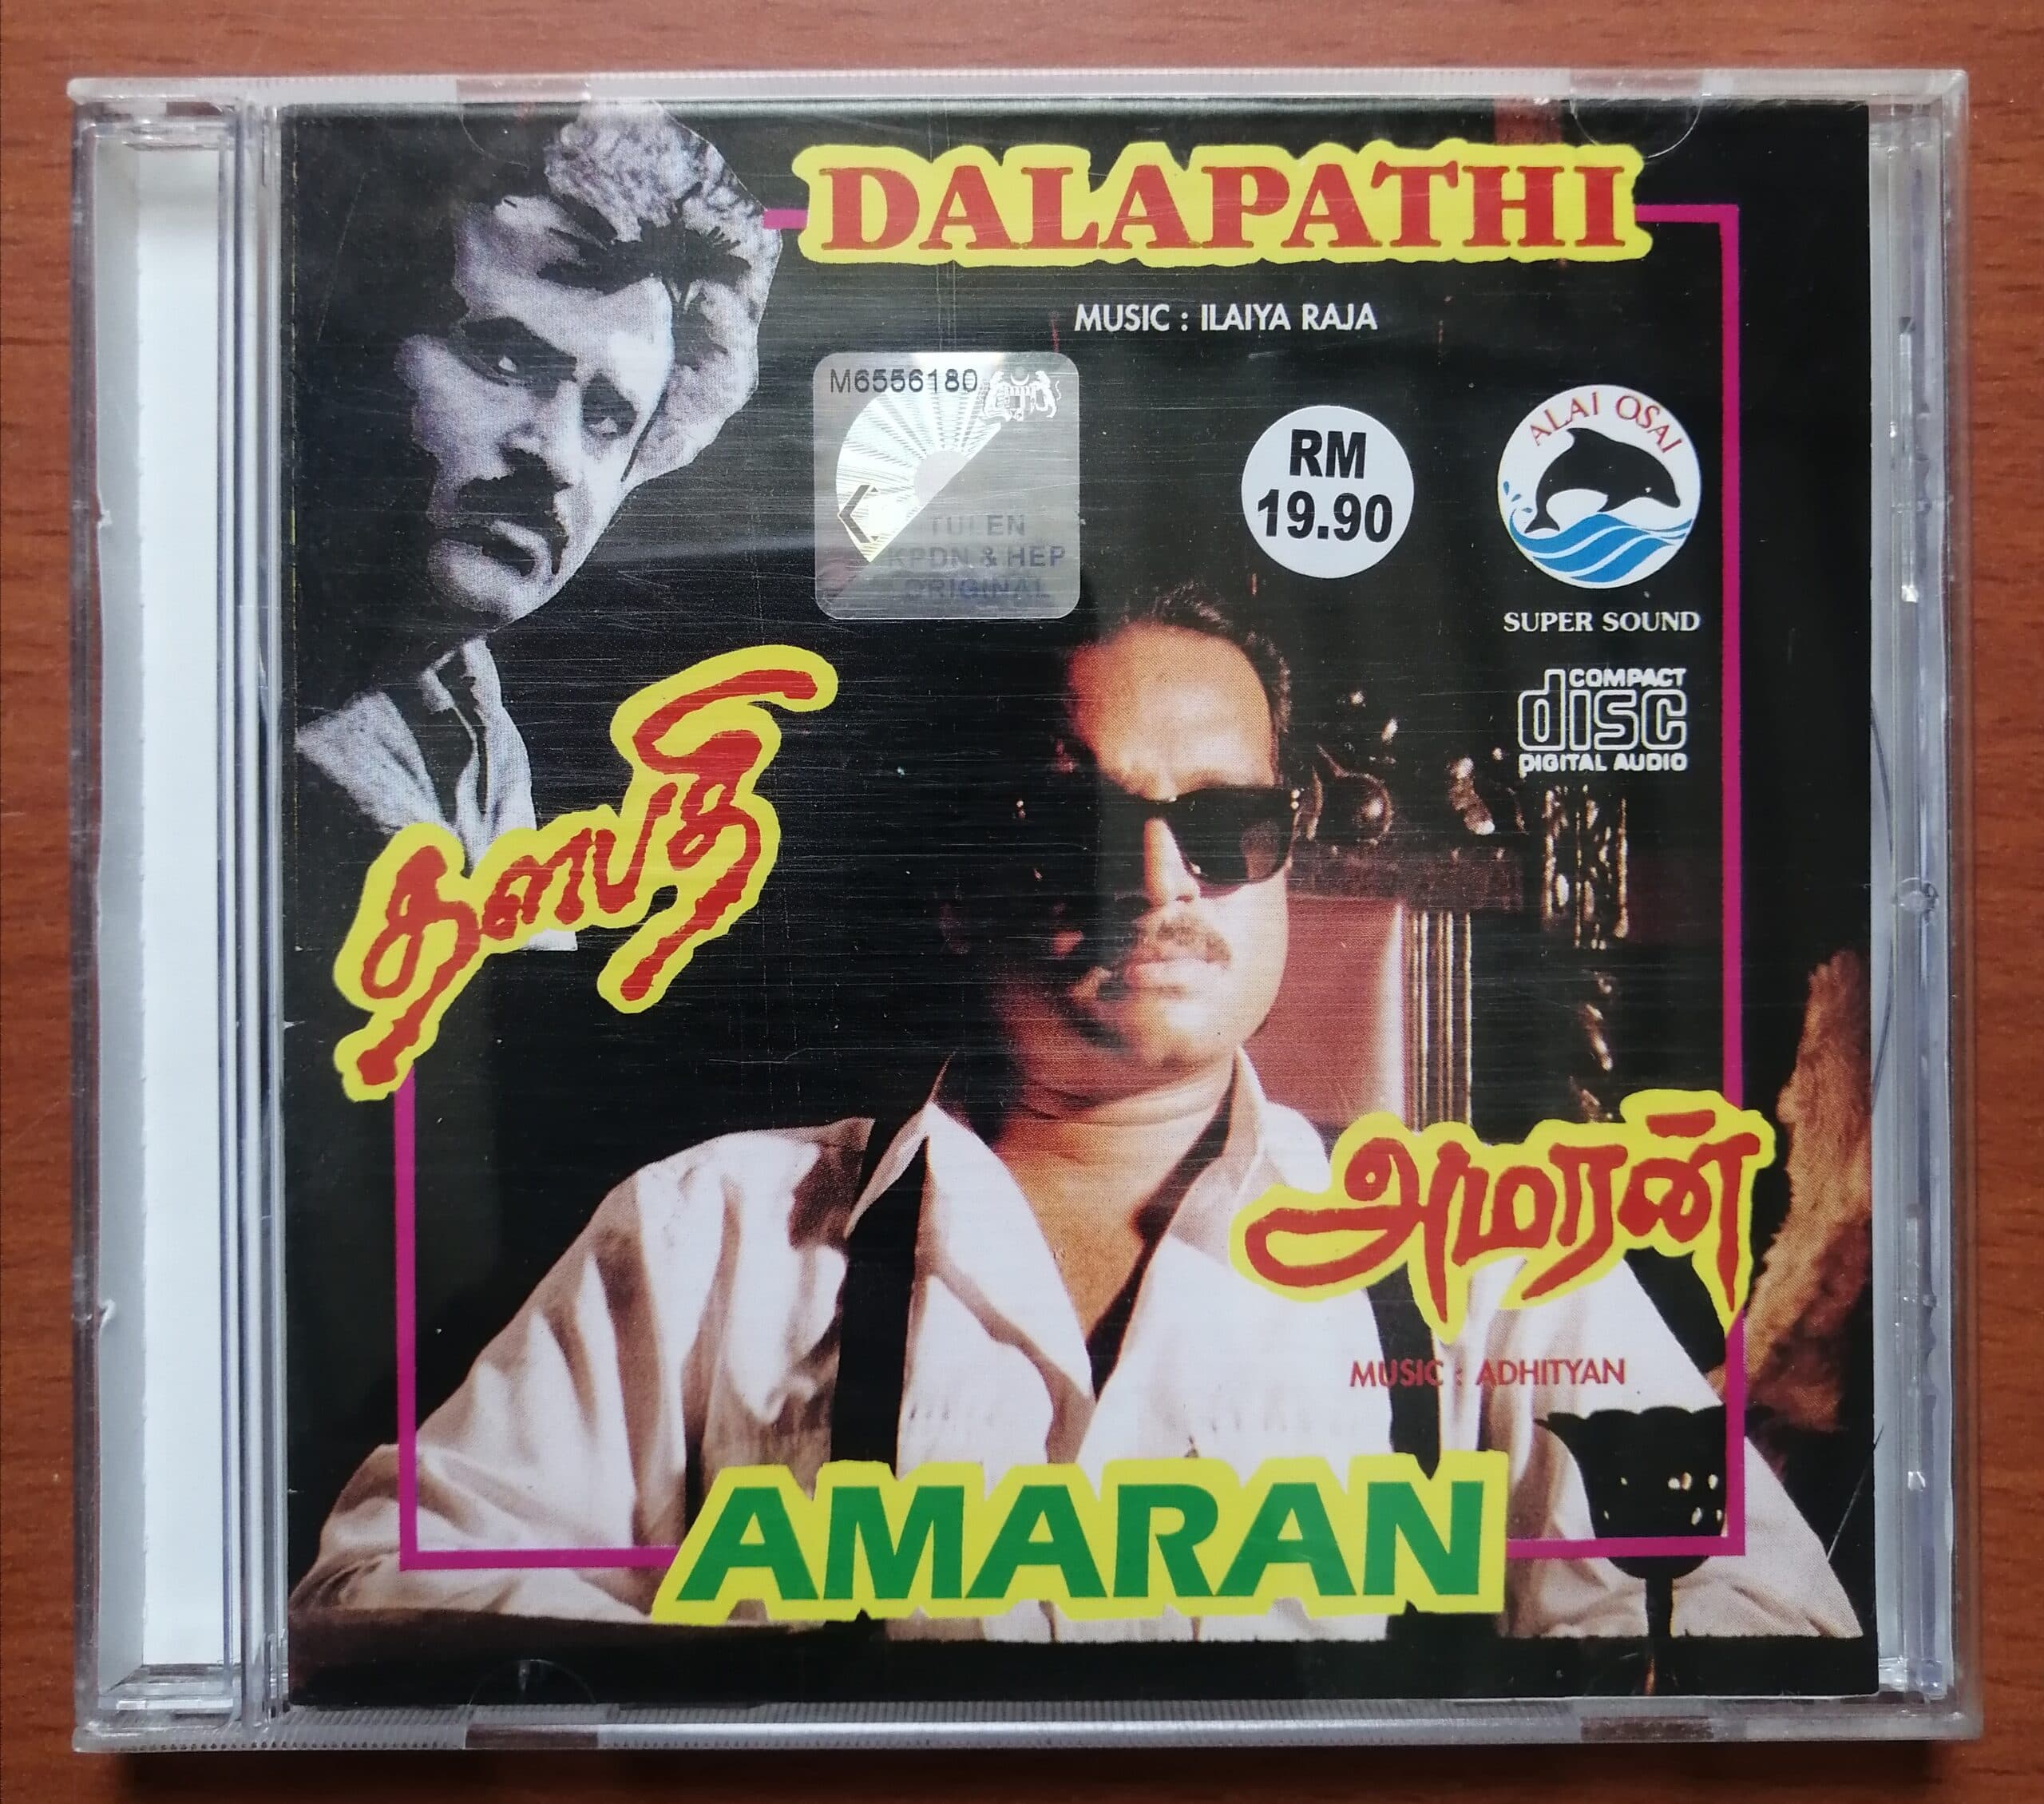 DALAPATHI
MUSIC : ILAIYA RAJA
M6556180
TULEN
KPDN & HEP
ORIGINAL
RM
19.90
ALAI OSAI
SUPER SOUND
COMPACT
disc
DIGITAL AUDIO
தளபதி
அமரன்
MUSIC : ADHITYAN
AMARAN